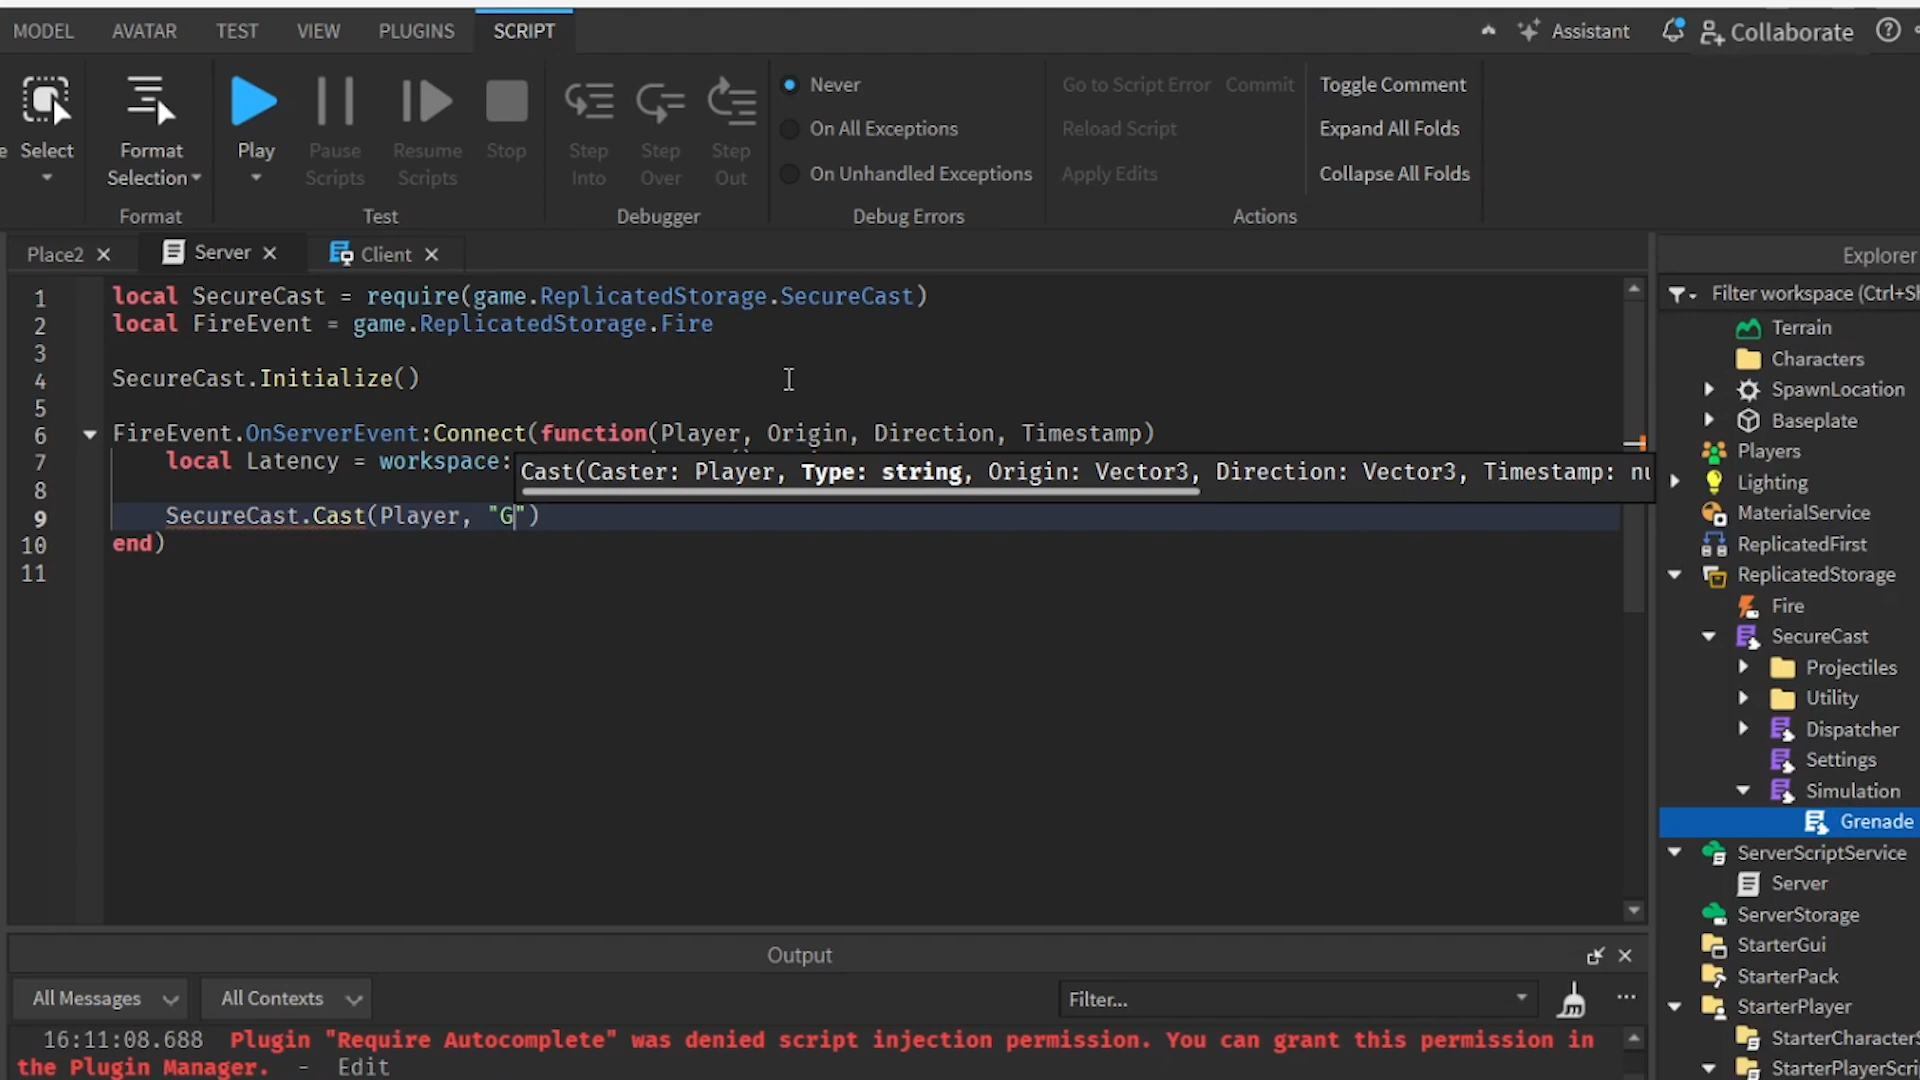 MODEL AVATAR TEST VIEW PLUGINS SCRIPT Assistant Collaborate
Never Go to Script Error Commit Toggle Comment
On All Exceptions Reload Script Expand All Folds
Select Format Play Pause Resume Stop Step Step Step
Selection Scripts Scripts Into Over Out On Unhandled Exceptions Apply Edits Collapse All Folds
Format Test Debugger Debug Errors Actions
Place2 Server Client
1 local SecureCast = require(game.ReplicatedStorage.SecureCast)
2 local FireEvent = game.ReplicatedStorage.Fire
3
4 SecureCast.Initialize()
5
6 FireEvent.OnServerEvent:Connect(function(Player, Origin, Direction, Timestamp)
7 local Latency = workspace:
Cast(Caster: Player, Type: string, Origin: Vector3, Direction: Vector3, Timestamp: nu
8
9 SecureCast.Cast(Player, "G")
10 end)
11
Explorer
Filter workspace (Ctrl+Sh
Terrain
Characters
SpawnLocation
Baseplate
Players
Lighting
MaterialService
ReplicatedFirst
ReplicatedStorage
Fire
SecureCast
Projectiles
Utility
Dispatcher
Settings
Simulation
Grenade
ServerScriptService
Server
ServerStorage
StarterGui
StarterPack
StarterPlayer
StarterCharacterS
StarterPlayerScri
Output
All Messages All Contexts Filter...
16:11:08.688 Plugin "Require Autocomplete" was denied script injection permission. You can grant this permission in
the Plugin Manager. - Edit